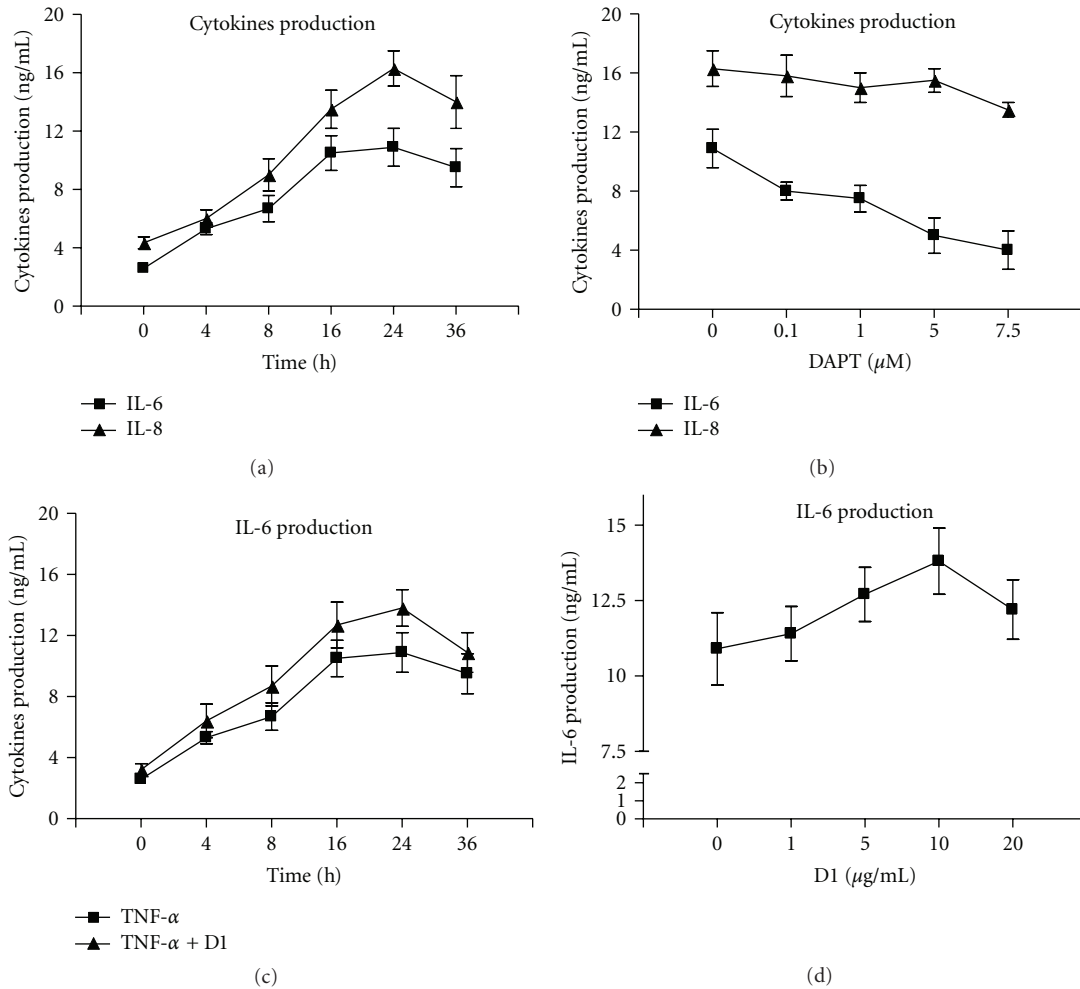 Cytokines production
Cytokines production (ng/mL)
20
16
12
8
4
0
0 4 8 16 24 36
Time (h)
IL-6
IL-8
(a)
Cytokines production
Cytokines production (ng/mL)
20
16
12
8
4
0
0 0.1 1 5 7.5
DAPT (μM)
IL-6
IL-8
(b)
IL-6 production
Cytokines production (ng/mL)
20
16
12
8
4
0
0 4 8 16 24 36
Time (h)
TNF-α
TNF-α + D1
(c)
IL-6 production
IL-6 production (ng/mL)
15
12.5
10
7.5
2
1
0
0 1 5 10 20
D1 (μg/mL)
(d)